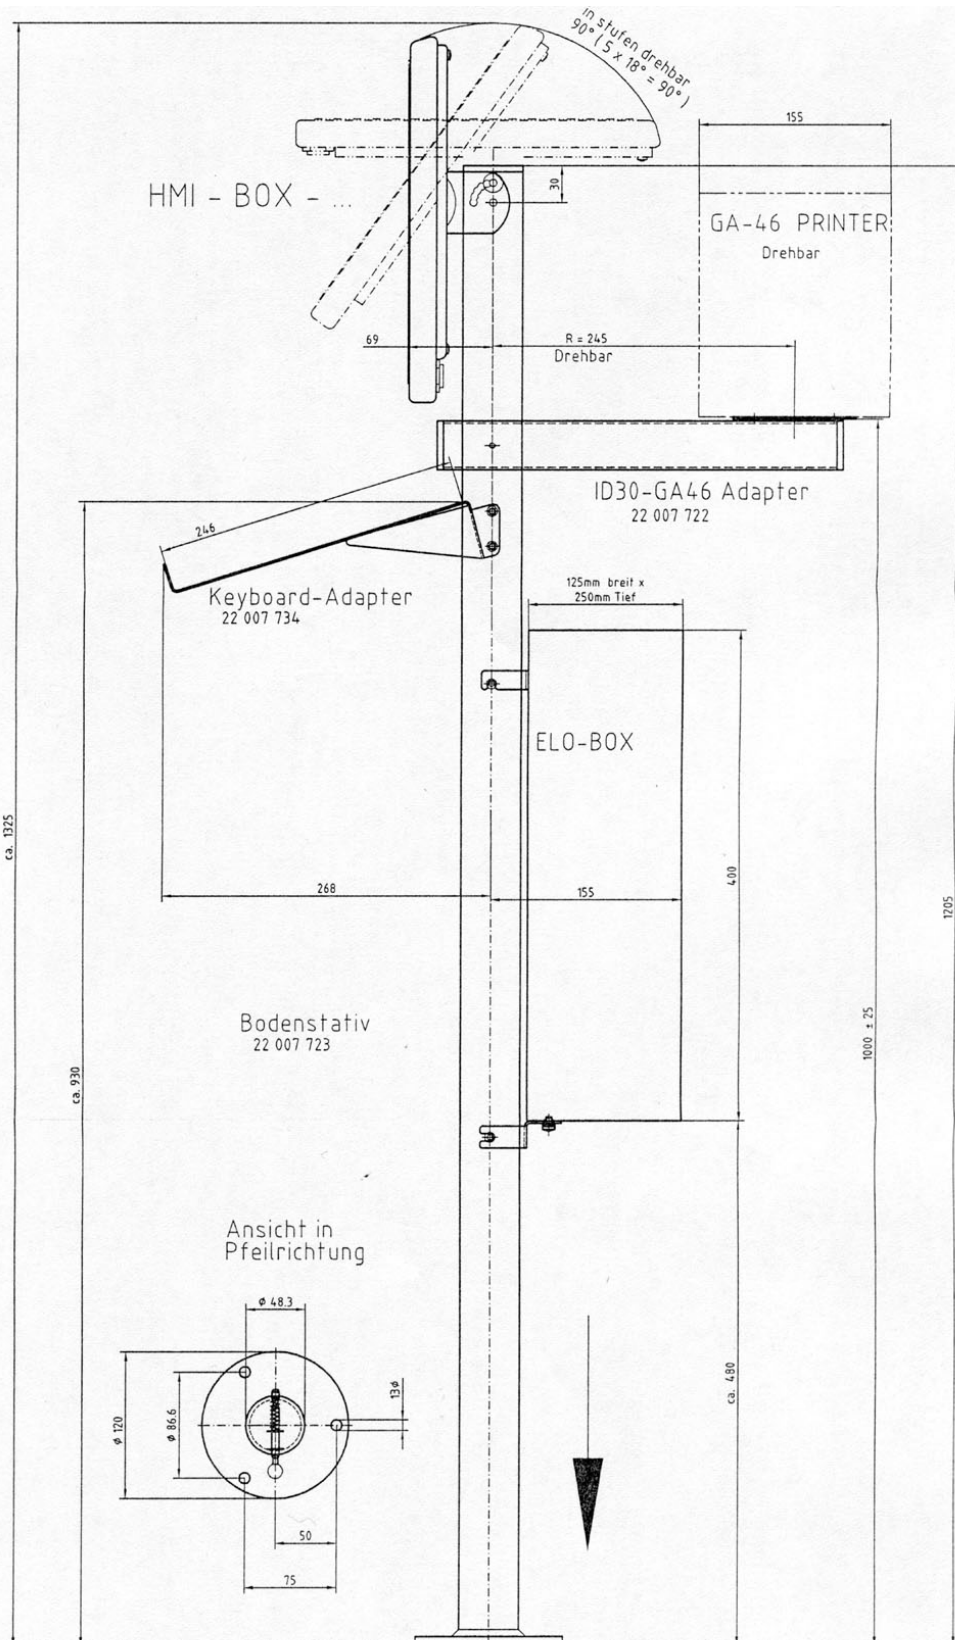 in stufen drehbar
90° ( 5 x 18° = 90° )
155
HMI - BOX - ...
30
GA-46 PRINTER
Drehbar
69
R = 245
Drehbar
246
ID30-GA46 Adapter
22 007 722
Keyboard-Adapter
22 007 734
125mm breit x
250mm Tief
ELO-BOX
ca. 1325
400
268
155
1205
Bodenstativ
22 007 723
1000 ± 25
ca. 930
Ansicht in
Pfeilrichtung
ø 48.3
ø 120
ø 86.6
13ø
ca. 480
50
75